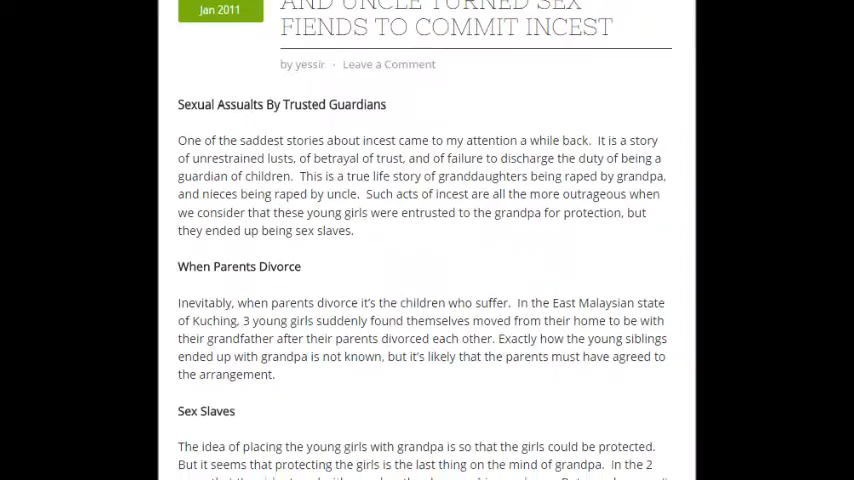 Jan 2011
AND UNCLE TURNED SEX
FIENDS TO COMMIT INCEST
by yessir · Leave a Comment
Sexual Assualts By Trusted Guardians
One of the saddest stories about incest came to my attention a while back. It is a story
of unrestrained lusts, of betrayal of trust, and of failure to discharge the duty of being a
guardian of children. This is a true life story of granddaughters being raped by grandpa,
and nieces being raped by uncle. Such acts of incest are all the more outrageous when
we consider that these young girls were entrusted to the grandpa for protection, but
they ended up being sex slaves.
When Parents Divorce
Inevitably, when parents divorce it's the children who suffer. In the East Malaysian state
of Kuching, 3 young girls suddenly found themselves moved from their home to be with
their grandfather after their parents divorced each other. Exactly how the young siblings
ended up with grandpa is not known, but it's likely that the parents must have agreed to
the arrangement.
Sex Slaves
The idea of placing the young girls with grandpa is so that the girls could be protected.
But it seems that protecting the girls is the last thing on the mind of grandpa. In the 2